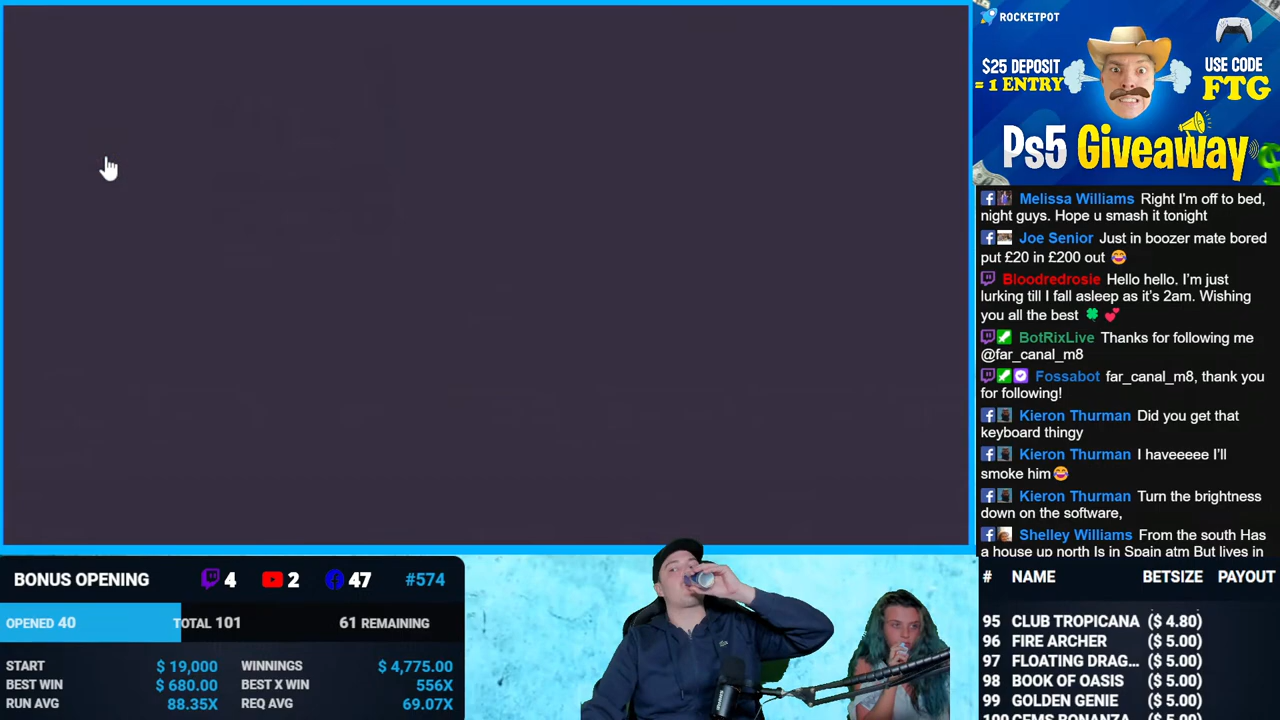 ROCKETPOT
$25 DEPOSIT
= 1 ENTRY
USE CODE
FTG
Ps5 Giveaway
Melissa Williams Right I'm off to bed,
night guys. Hope u smash it tonight
Joe Senior Just in boozer mate bored
put £20 in £200 out 😂
Bloodredrosie Hello hello. I'm just
lurking till I fall asleep as it's 2am. Wishing
you all the best 🍀 💕
BotRixLive Thanks for following me
@far_canal_m8
Fossabot far_canal_m8, thank you
for following!
Kieron Thurman Did you get that
keyboard thingy
Kieron Thurman I haveeeee I'll
smoke him😂
Kieron Thurman Turn the brightness
down on the software,
Shelley Williams From the south Has
a house up north Is in Spain atm But lives in
BONUS OPENING 4 2 47 #574
OPENED 40 TOTAL 101 61 REMAINING
START $ 19,000 WINNINGS $ 4,775.00
BEST WIN $ 680.00 BEST X WIN 556X
RUN AVG 88.35X REQ AVG 69.07X
# NAME BETSIZE PAYOUT
95 CLUB TROPICANA ($ 4.80)
96 FIRE ARCHER ($ 5.00)
97 FLOATING DRAG... ($ 5.00)
98 BOOK OF OASIS ($ 5.00)
99 GOLDEN GENIE ($ 5.00)
100 GEMS BONANZA ($ 5.00)